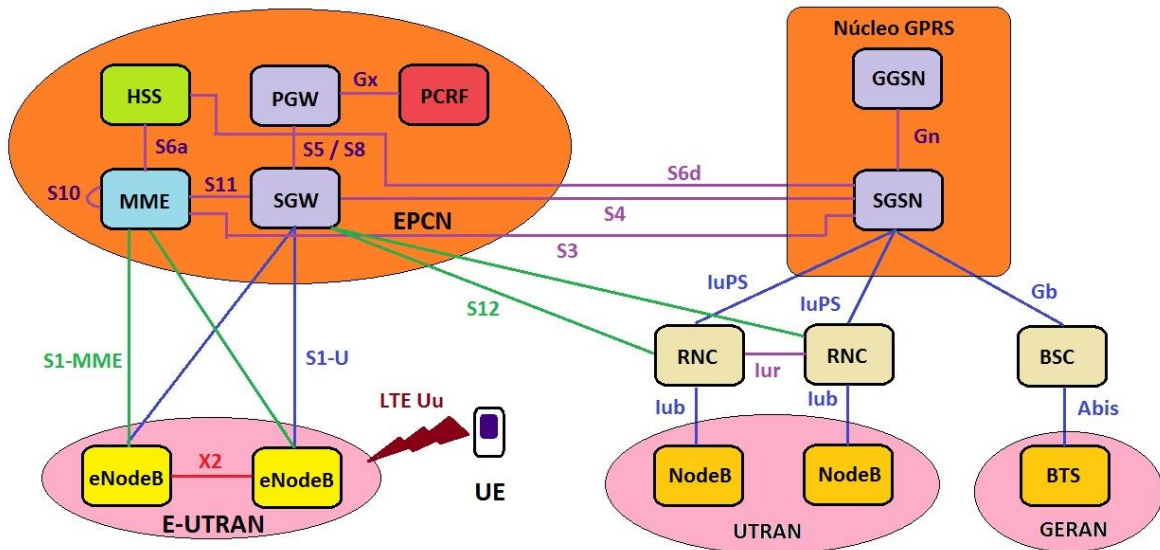 Núcleo GPRS
HSS
PGW
Gx
PCRF
GGSN
S6a
S5 / S8
Gn
S10
MME
S11
SGW
EPCN
S6d
S4
S3
SGSN
IuPS
IuPS
Gb
S12
S1-MME
S1-U
RNC
Iur
RNC
BSC
LTE Uu
Iub
Iub
Abis
eNodeB
X2
eNodeB
UE
NodeB
NodeB
BTS
E-UTRAN
UTRAN
GERAN